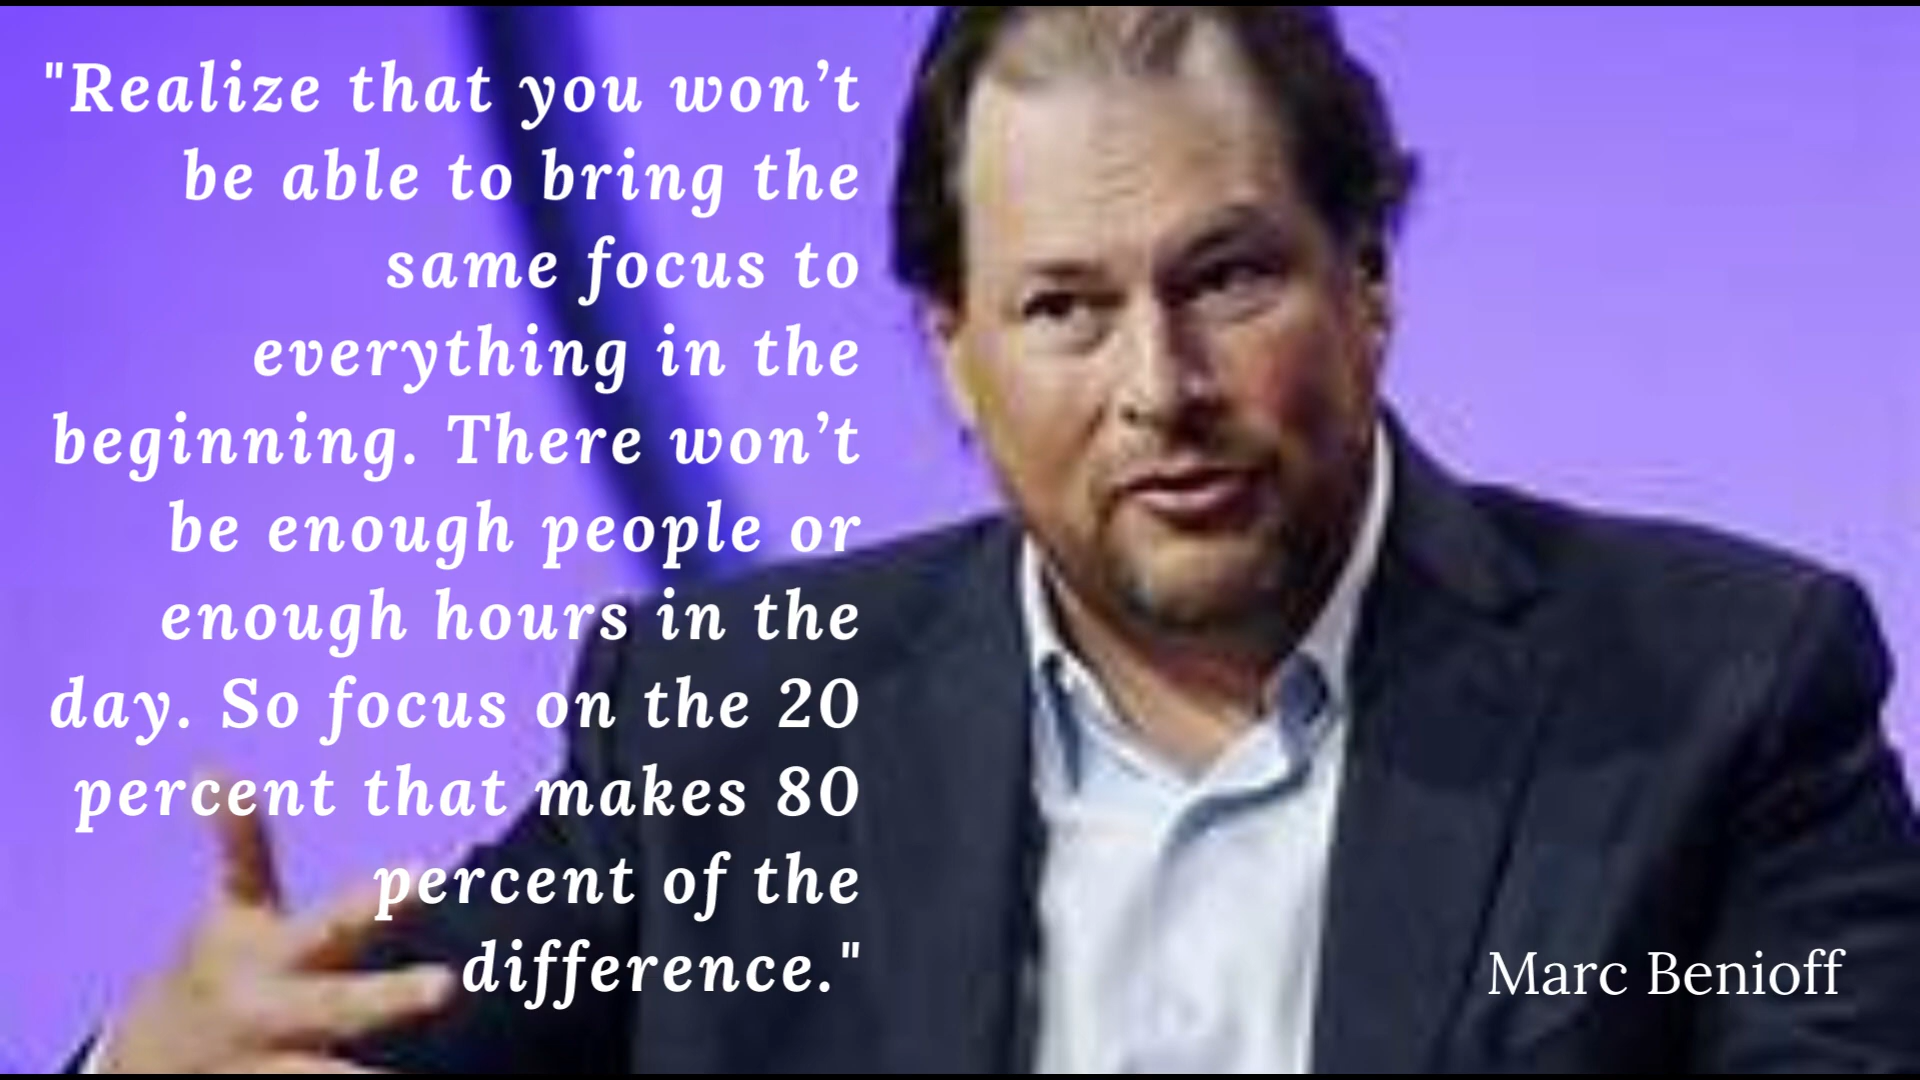 "Realize that you won’t
be able to bring the
same focus to
everything in the
beginning. There won’t
be enough people or
enough hours in the
day. So focus on the 20
percent that makes 80
percent of the
difference."
Marc Benioff